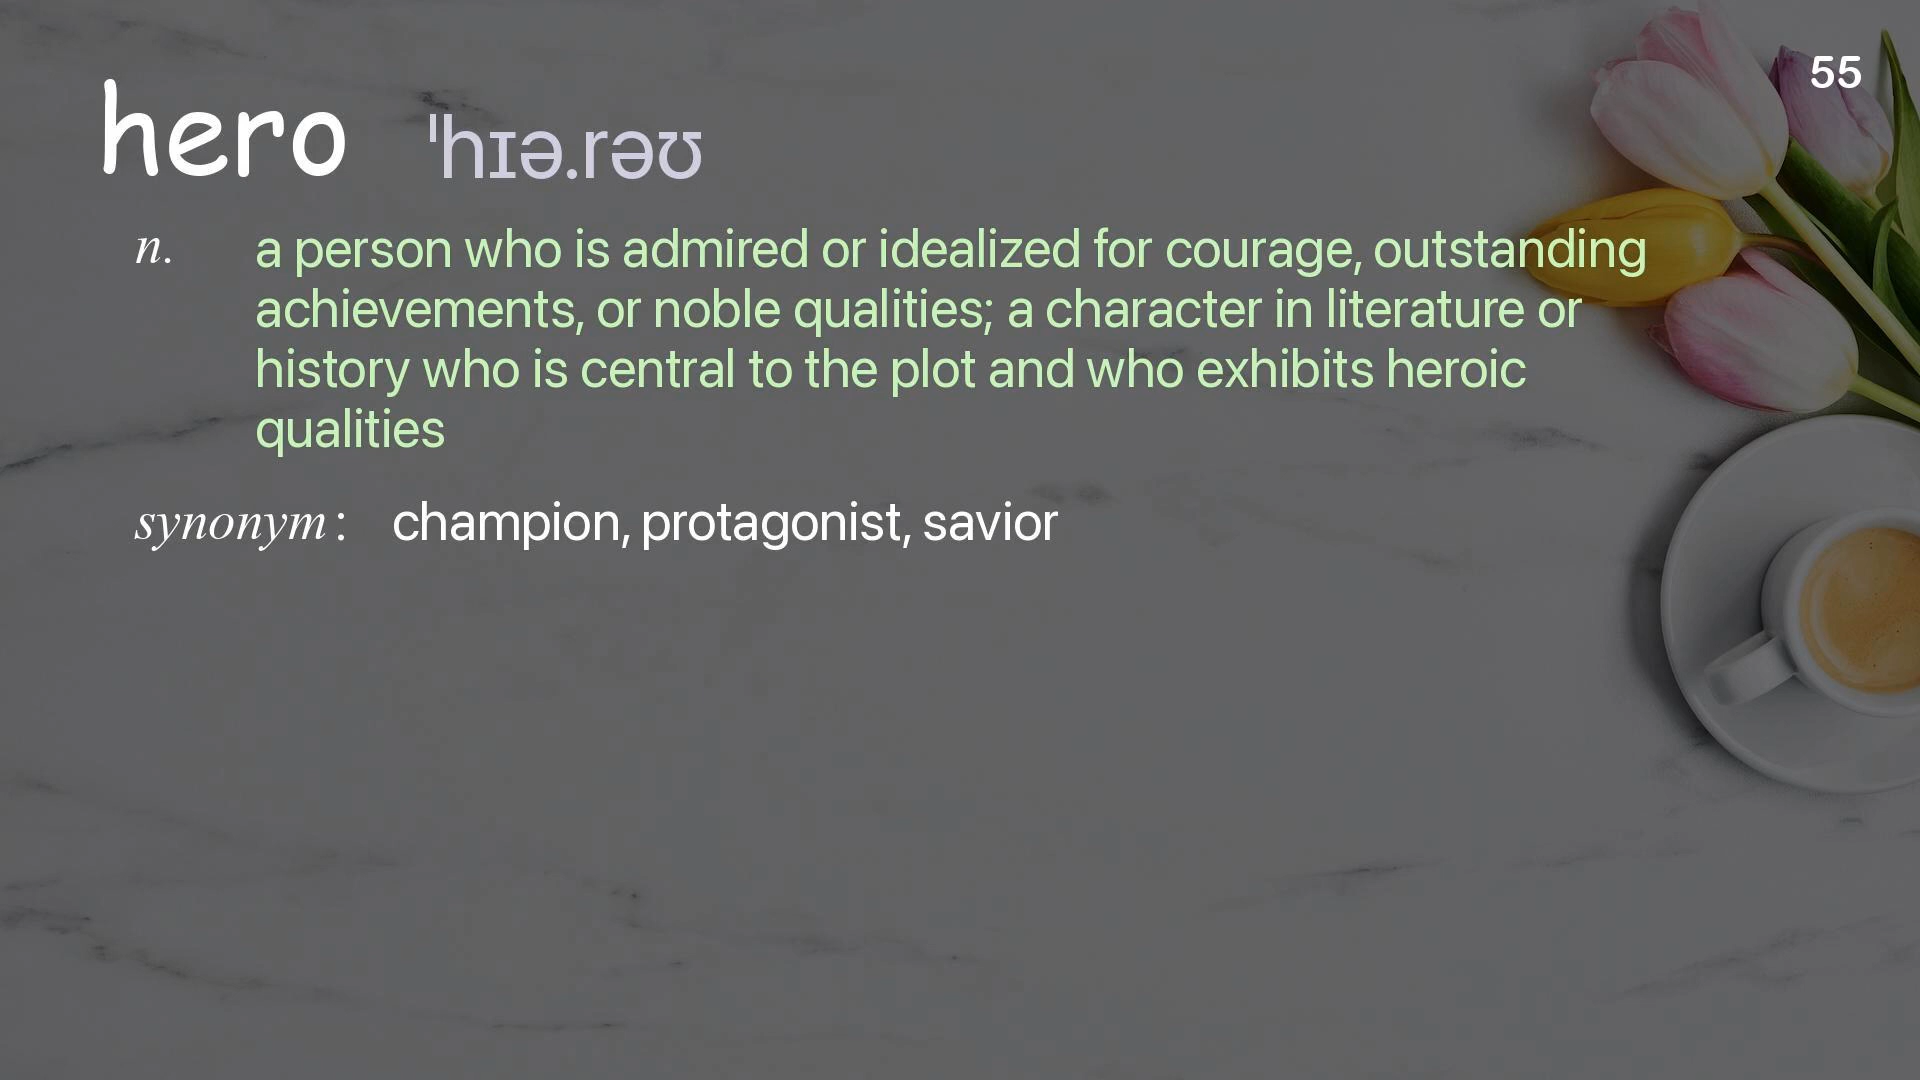 55
hero ˈhɪə.rəʊ
n. a person who is admired or idealized for courage, outstanding
achievements, or noble qualities; a character in literature or
history who is central to the plot and who exhibits heroic
qualities
synonym: champion, protagonist, savior